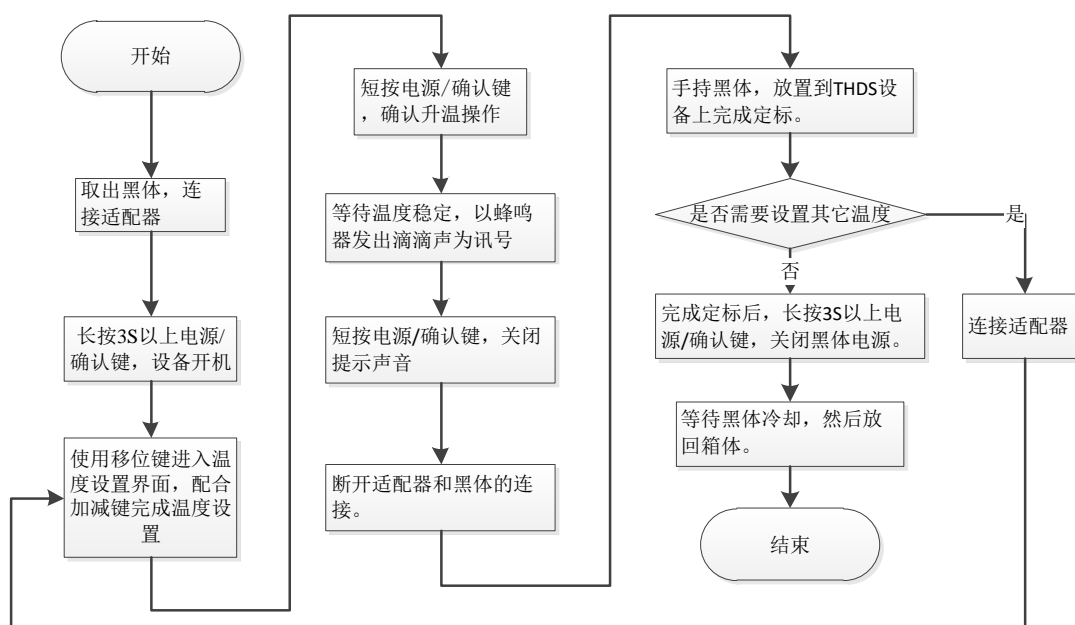 开始
取出黑体，连
接适配器
长按3S以上电源/
确认键，设备开机
使用移位键进入温
度设置界面，配合
加减键完成温度设
置
短按电源/确认键
，确认升温操作
等待温度稳定，以蜂鸣
器发出滴滴声为讯号
短按电源/确认键，关闭
提示声音
断开适配器和黑体的连
接。
手持黑体，放置到THDS设
备上完成定标。
是否需要设置其它温度
是
否
完成定标后，长按3S以上电
源/确认键，关闭黑体电源。
连接适配器
等待黑体冷却，然后放
回箱体。
结束